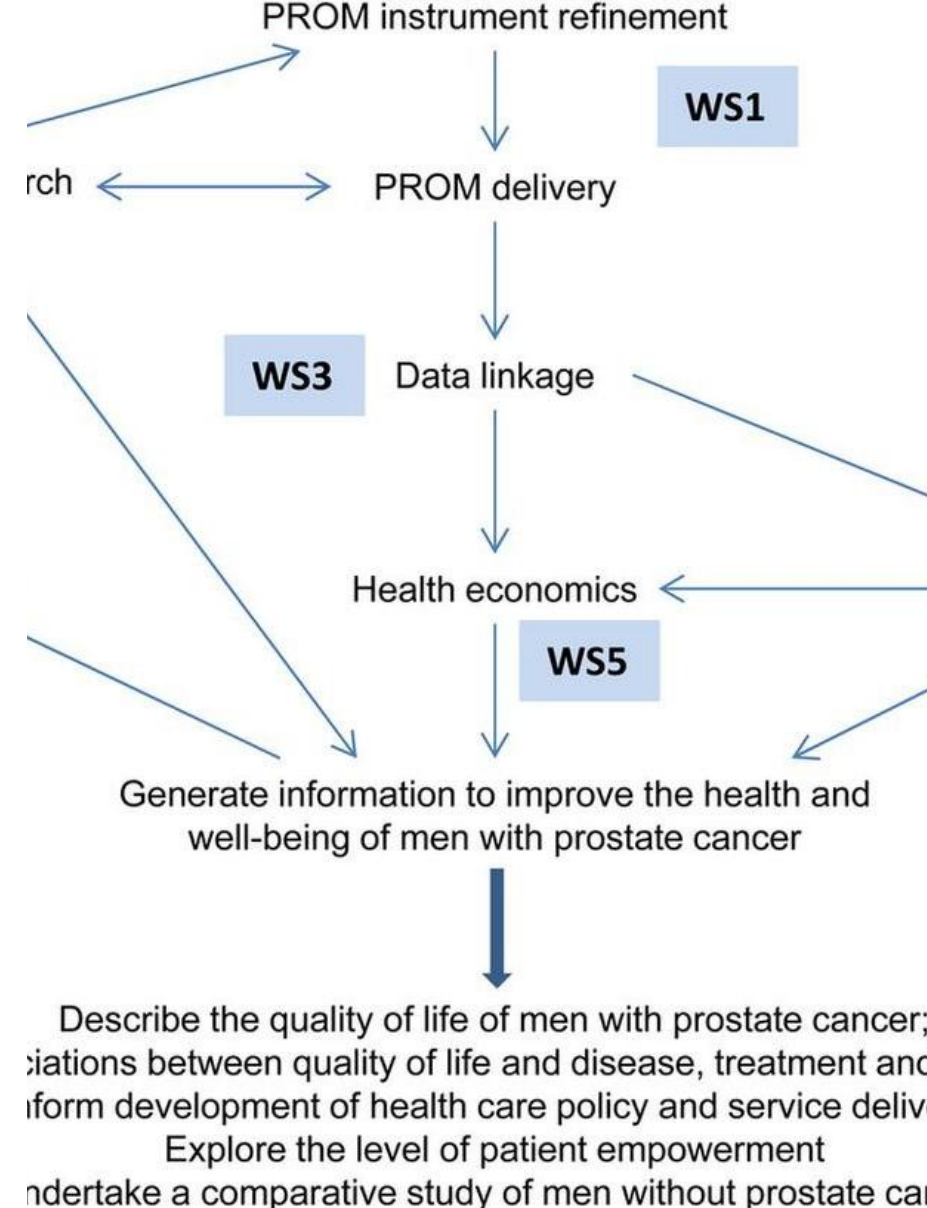 PROM instrument refinement
WS1
rch
PROM delivery
WS3
Data linkage
Health economics
WS5
Generate information to improve the health and
well-being of men with prostate cancer
Describe the quality of life of men with prostate cancer;
ciations between quality of life and disease, treatment and
nform development of health care policy and service deliv
Explore the level of patient empowerment
ndertake a comparative study of men without prostate ca